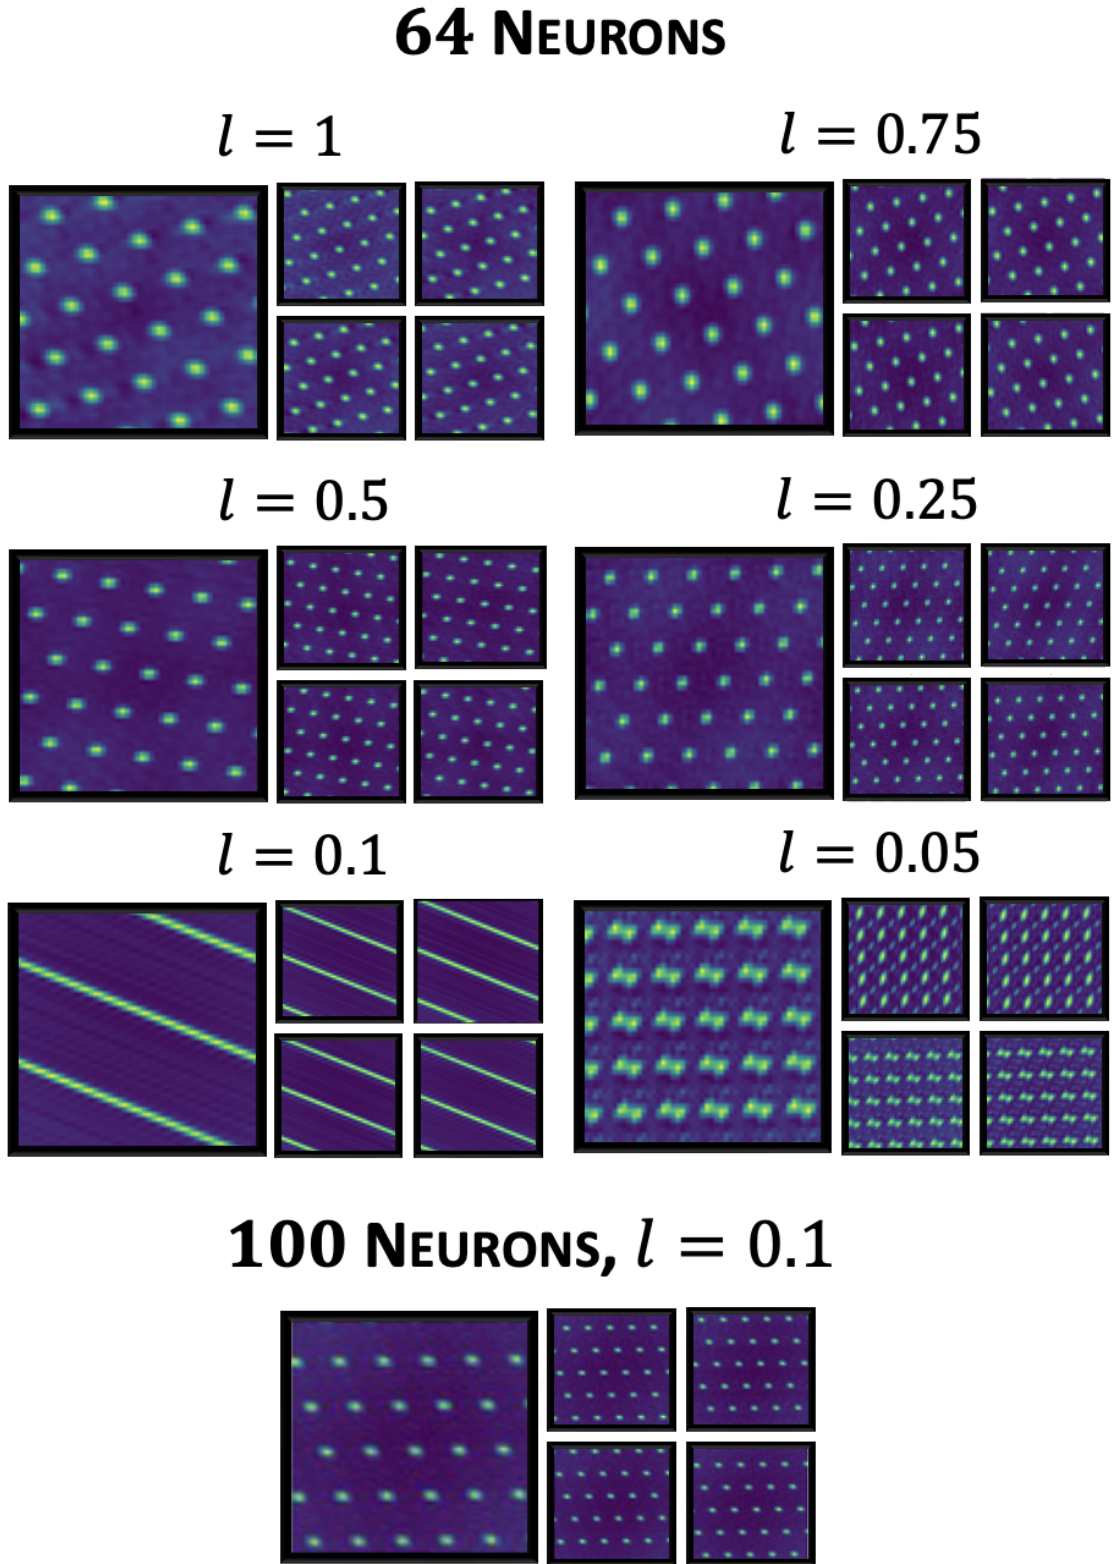 64 NEURONS
l = 1
l = 0.75
l = 0.5
l = 0.25
l = 0.1
l = 0.05
100 NEURONS, l = 0.1